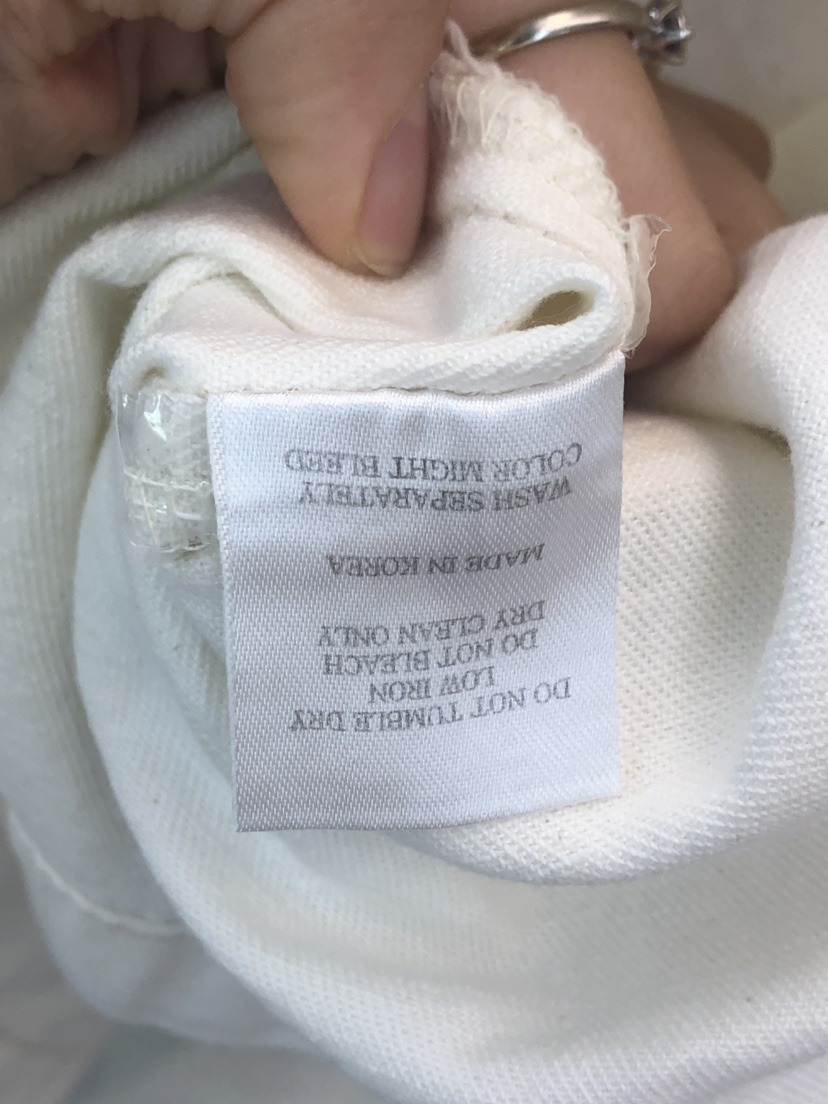 DO NOT TUMBLE DRY
LOW IRON
DO NOT BLEACH
DRY CLEAN ONLY
MADE IN KOREA
WASH SEPARATELY
COLOR MIGHT BLEED